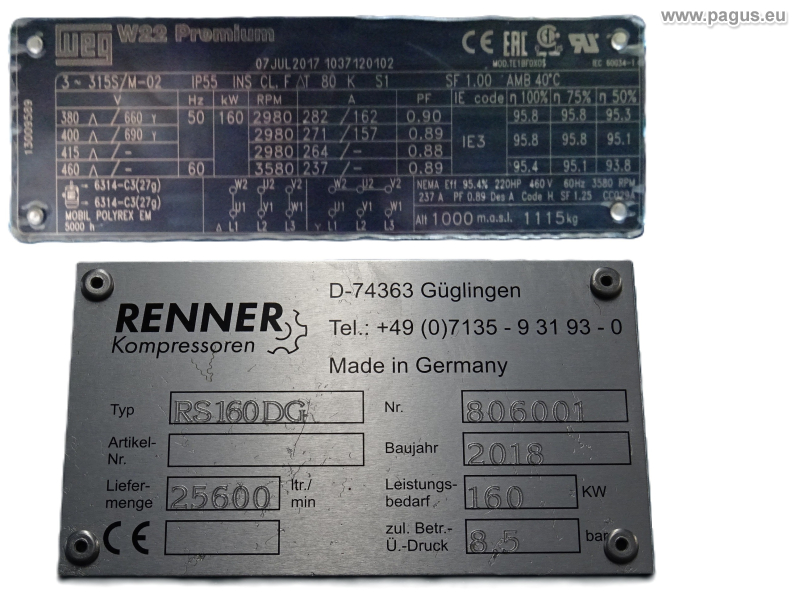 www.pagus.eu
WEG W22 Premium
07JUL2017 1037120102
MOD.TE1BF0X0$ IEC 60034-1
13009589
3 ~ 315S/M-02 IP55 INS CL. F ΔT 80 K S1 SF 1.00 AMB 40°C
V Hz kW RPM A PF IE code η 100% η 75% η 50%
380 Δ / 660 Y 50 160 2980 282 / 162 0.90 IE3 95.8 95.8 95.3
400 Δ / 690 Y 2980 271 / 157 0.89 95.8 95.8 95.1
415 Δ / - 2980 264 / - 0.88
460 Δ / - 60 3580 237 / - 0.89 95.4 95.1 93.8
6314-C3(27g)
6314-C3(27g)
MOBIL POLYREX EM
5000 h
W2 U2 V2 W2 U2 V2
U1 V1 W1 U1 V1 W1
Δ L1 L2 L3 Y L1 L2 L3
NEMA Eff 95.4% 220HP 460 V 60Hz 3580 RPM
237 A PF 0.89 Des A Code H SF 1.25 CC029A
Alt 1000 m.a.s.l. 1115kg
RENNER
Kompressoren
D-74363 Güglingen
Tel.: +49 (0)7135 - 9 31 93 - 0
Made in Germany
Typ RS160DG Nr. 806001
Artikel-
Nr. Baujahr 2018
Liefer-
menge 25600 ltr./
min
Leistungs-
bedarf 160 KW
CE
zul. Betr.-
Ü.-Druck 8,5 bar